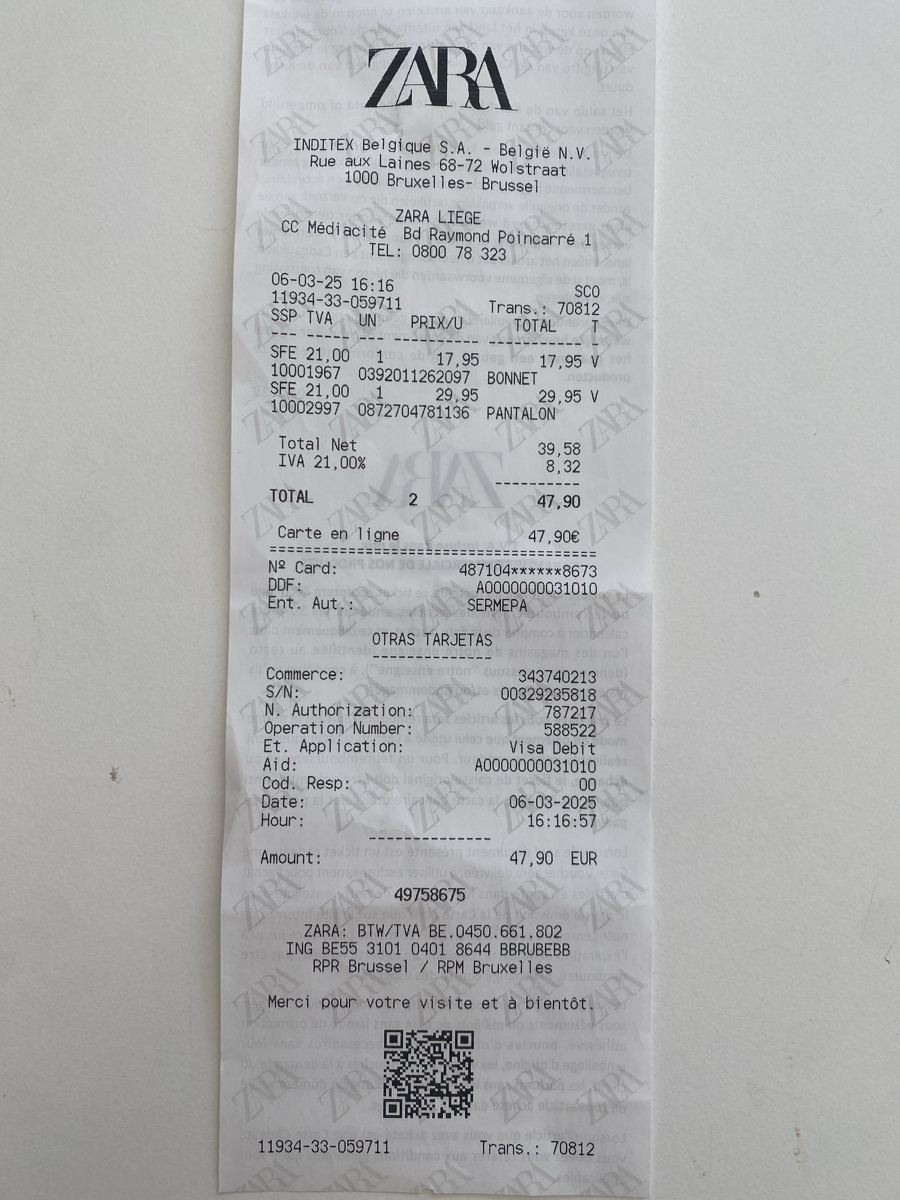 ZARA
INDITEX Belgique S.A. - België N.V.
Rue aux Laines 68-72 Wolstraat
1000 Bruxelles- Brussel
ZARA LIEGE
CC Médiacité Bd Raymond Poincarré 1
TEL: 0800 78 323
06-03-25 16:16 SCO
11934-33-059711 Trans.: 70812
SSP TVA UN PRIX/U TOTAL T
--- ----- --- ---------- ---------- -
SFE 21,00 1 17,95 17,95 V
10001967 0392011262097 BONNET
SFE 21,00 1 29,95 29,95 V
10002997 0872704781136 PANTALON
Total Net 39,58
IVA 21,00% 8,32
----------
TOTAL 2 47,90
Carte en ligne 47,90€
======================================
Nº Card: 487104******8673
DDF: A0000000031010
Ent. Aut.: SERMEPA
OTRAS TARJETAS
--------------
Commerce: 343740213
S/N: 00329235818
N. Authorization: 787217
Operation Number: 588522
Et. Application: Visa Debit
Aid: A0000000031010
Cod. Resp: 00
Date: 06-03-2025
Hour: 16:16:57
--------------
Amount: 47,90 EUR
49758675
ZARA: BTW/TVA BE.0450.661.802
ING BE55 3101 0401 8644 BBRUBEBB
RPR Brussel / RPM Bruxelles
Merci pour votre visite et à bientôt.
11934-33-059711 Trans.: 70812